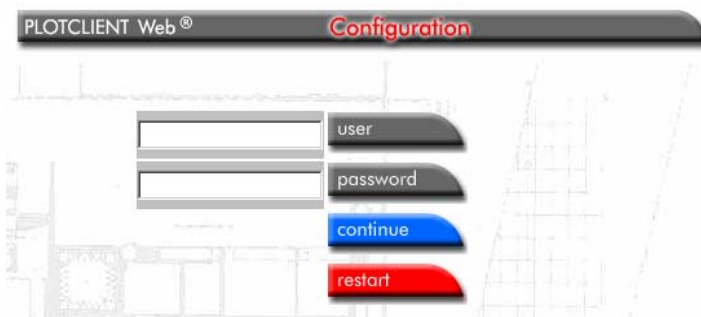 PLOTCLIENT Web® Configuration
user
password
continue
restart